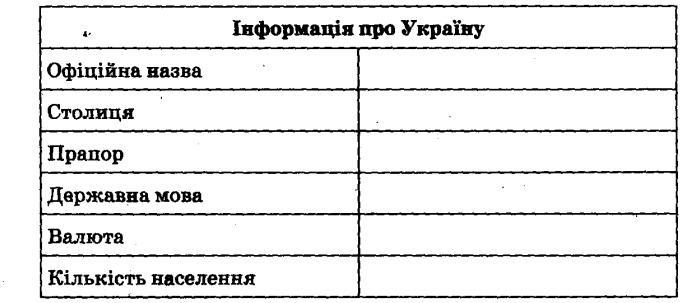 Інформація про Україну
Офіційна назва
Столиця
Прапор
Державна мова
Валюта
Кількість населення